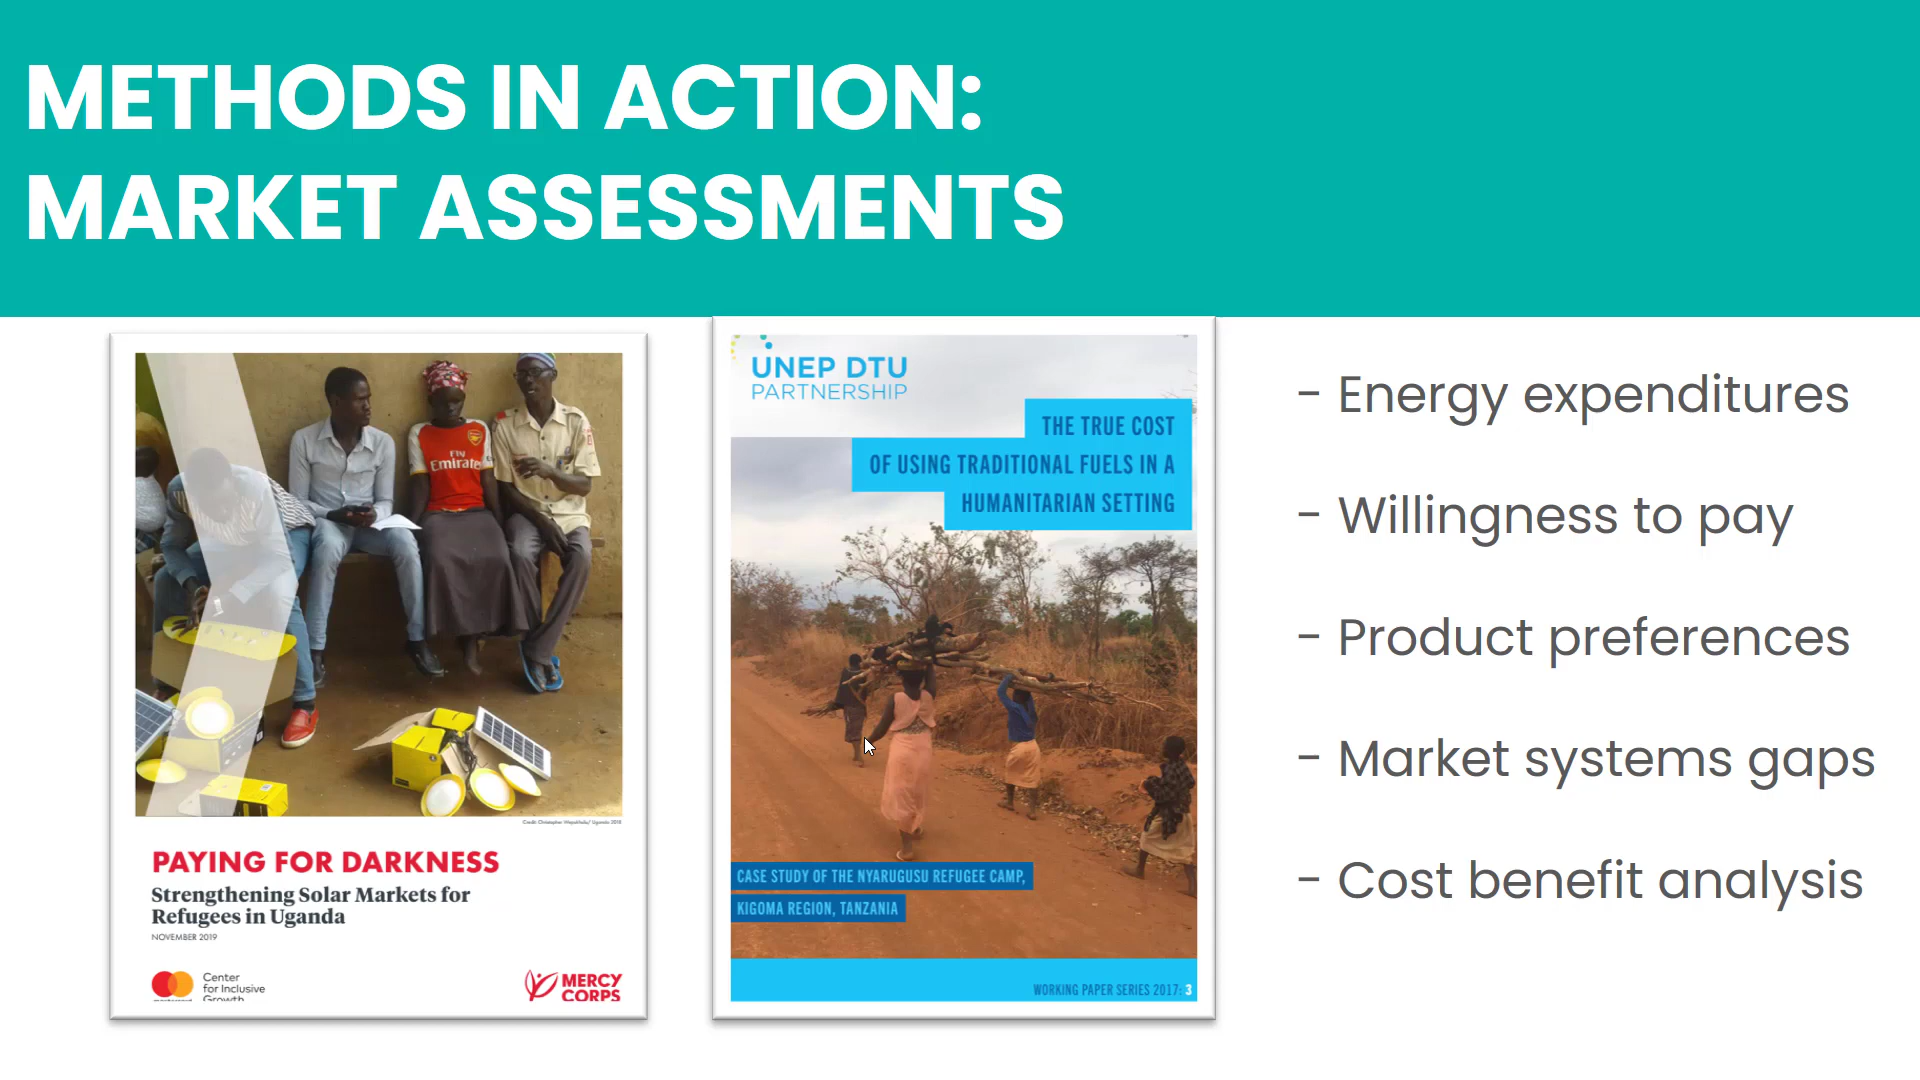 METHODS IN ACTION:
MARKET ASSESSMENTS
Fly
Emirates
PAYING FOR DARKNESS
Strengthening Solar Markets for
Refugees in Uganda
NOVEMBER 2019
Center
for Inclusive
Growth
MERCY
CORPS
UNEP DTU
PARTNERSHIP
THE TRUE COST
OF USING TRADITIONAL FUELS IN A
HUMANITARIAN SETTING
CASE STUDY OF THE NYARUGUSU REFUGEE CAMP,
KIGOMA REGION, TANZANIA
WORKING PAPER SERIES 2017: 3
- Energy expenditures
- Willingness to pay
- Product preferences
- Market systems gaps
- Cost benefit analysis